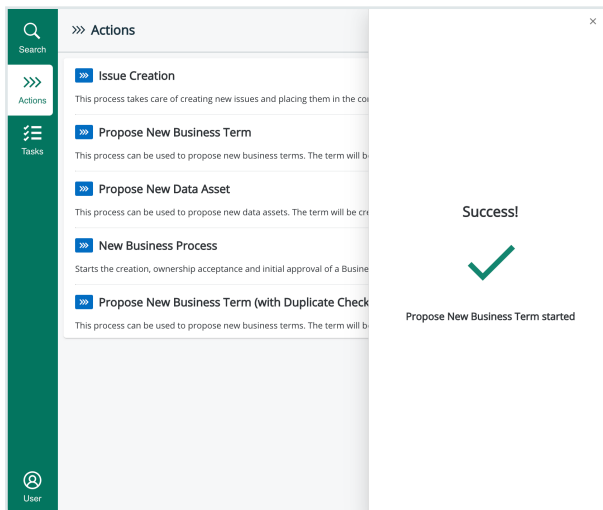 Search
Actions
Tasks
User
Actions
Issue Creation
This process takes care of creating new issues and placing them in the
Propose New Business Term
This process can be used to propose new business terms. The term will
Propose New Data Asset
This process can be used to propose new data assets. The term will be
New Business Process
Starts the creation, ownership acceptance and initial approval of a
Propose New Business Term (with Duplicate Check
This process can be used to propose new business terms. The term will
Success!
Propose New Business Term started